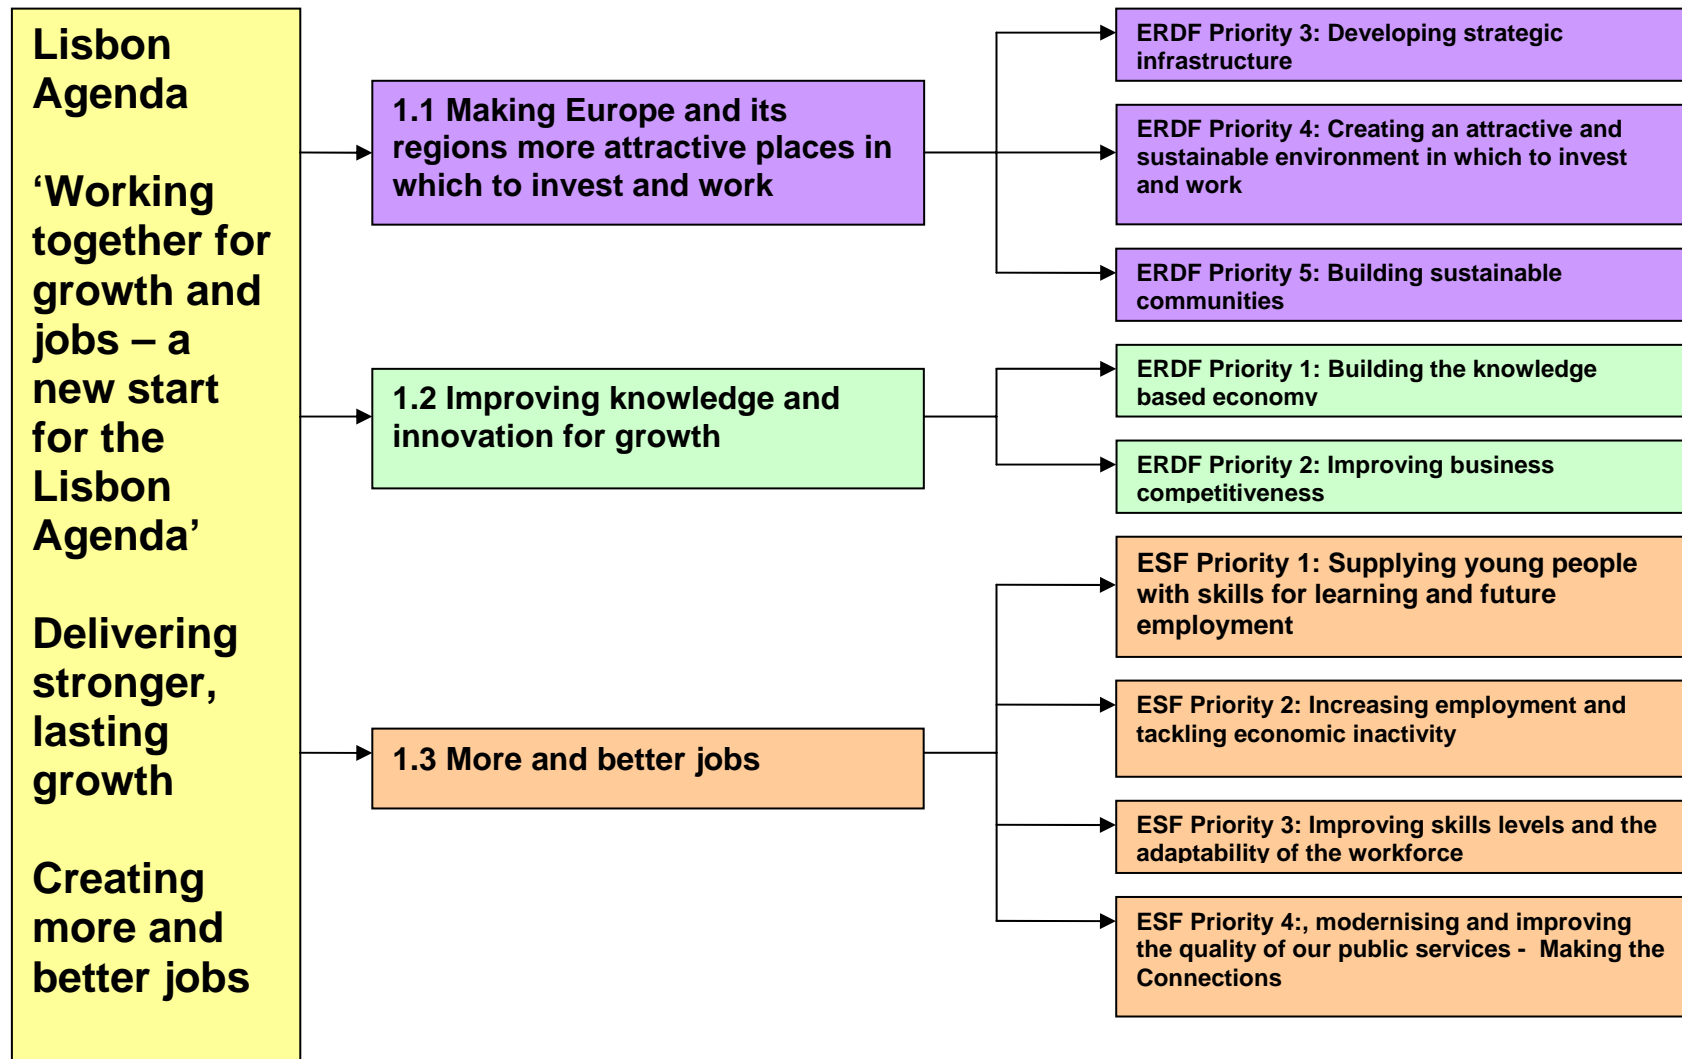 Lisbon
Agenda
‘Working
together for
growth and
jobs – a
new start
for the
Lisbon
Agenda’
Delivering
stronger,
lasting
growth
Creating
more and
better jobs
1.1 Making Europe and its
regions more attractive places in
which to invest and work
1.2 Improving knowledge and
innovation for growth
1.3 More and better jobs
ERDF Priority 3: Developing strategic
infrastructure
ERDF Priority 4: Creating an attractive and
sustainable environment in which to invest
and work
ERDF Priority 5: Building sustainable
communities
ERDF Priority 1: Building the knowledge
based economy
ERDF Priority 2: Improving business
competitiveness
ESF Priority 1: Supplying young people
with skills for learning and future
employment
ESF Priority 2: Increasing employment and
tackling economic inactivity
ESF Priority 3: Improving skills levels and the
adaptability of the workforce
ESF Priority 4:, modernising and improving
the quality of our public services - Making the
Connections